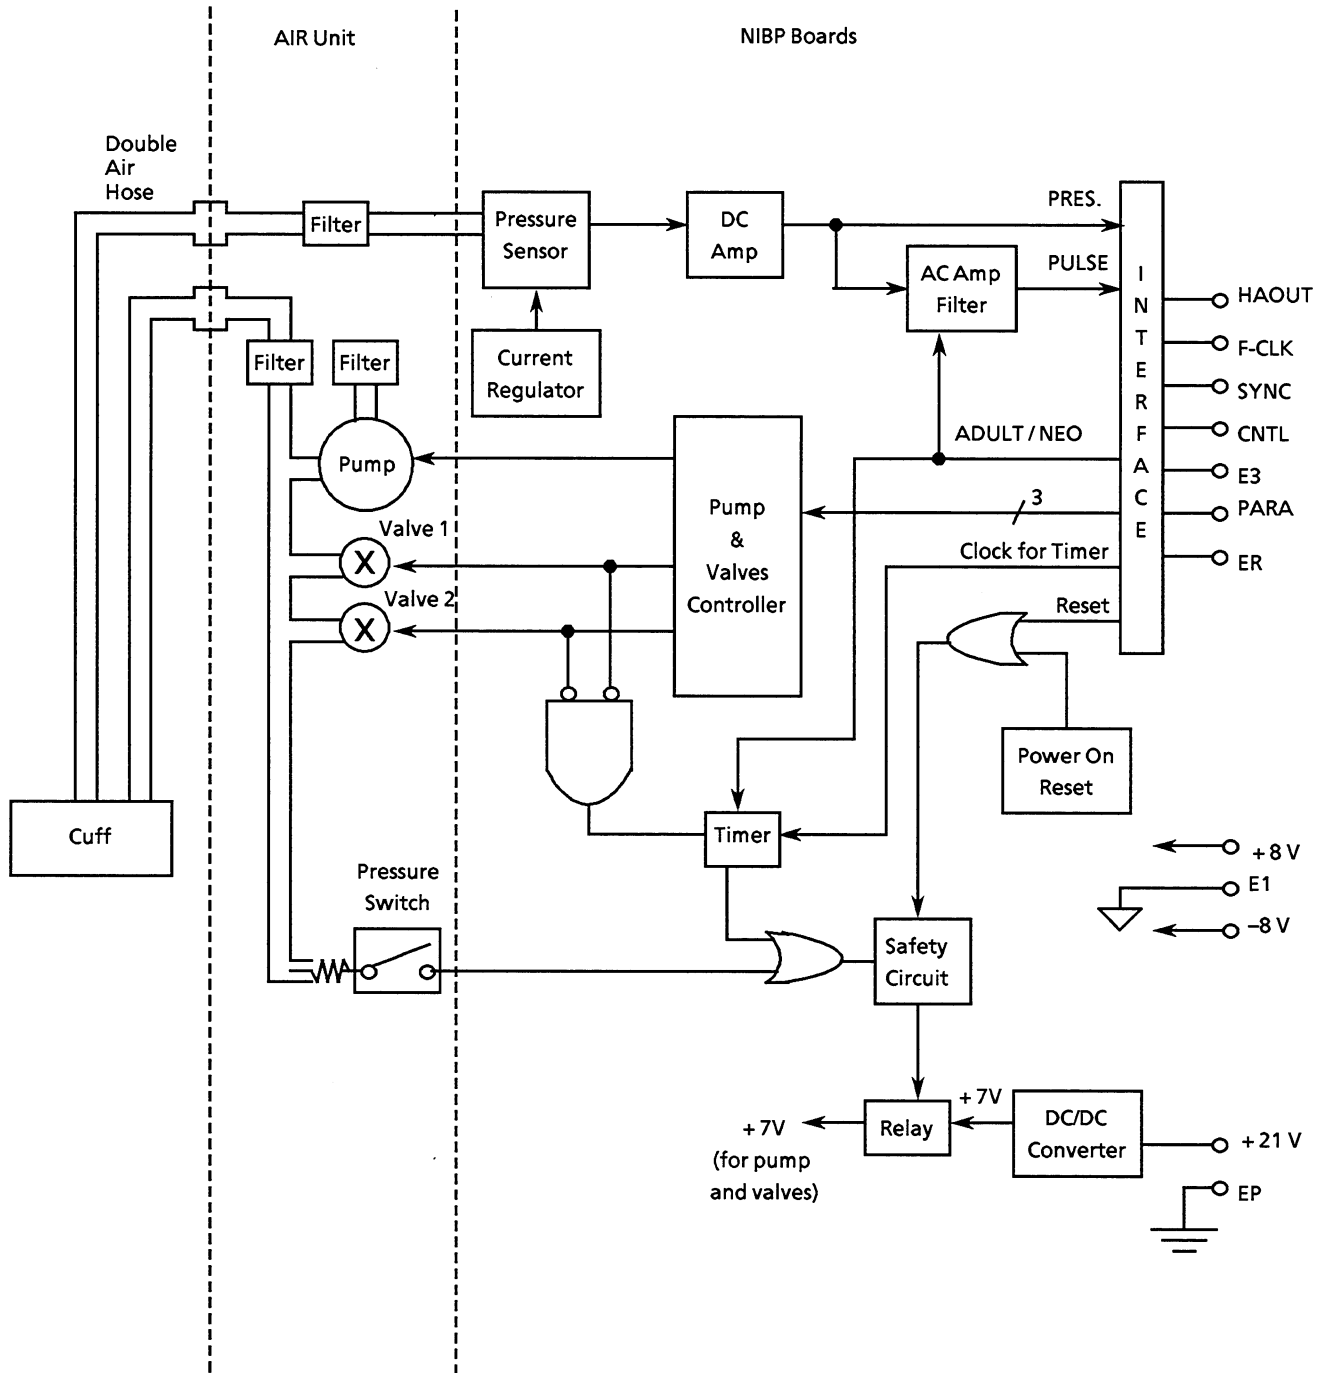 AIR Unit
NIBP Boards
Double
Air
Hose
Filter
Pressure
Sensor
DC
Amp
PRES.
AC Amp
Filter
PULSE
INTERFACE
HAOUT
F-CLK
SYNC
CNTL
E3
PARA
ER
Filter
Filter
Current
Regulator
Pump
ADULT / NEO
3
Pump
&
Valves
Controller
Valve 1
X
Clock for Timer
Valve 2
X
Reset
Power On
Reset
Timer
Cuff
Pressure
Switch
+ 8 V
E1
–8 V
Safety
Circuit
+ 7V
(for pump
and valves)
Relay
+ 7V
DC/DC
Converter
+ 21 V
EP